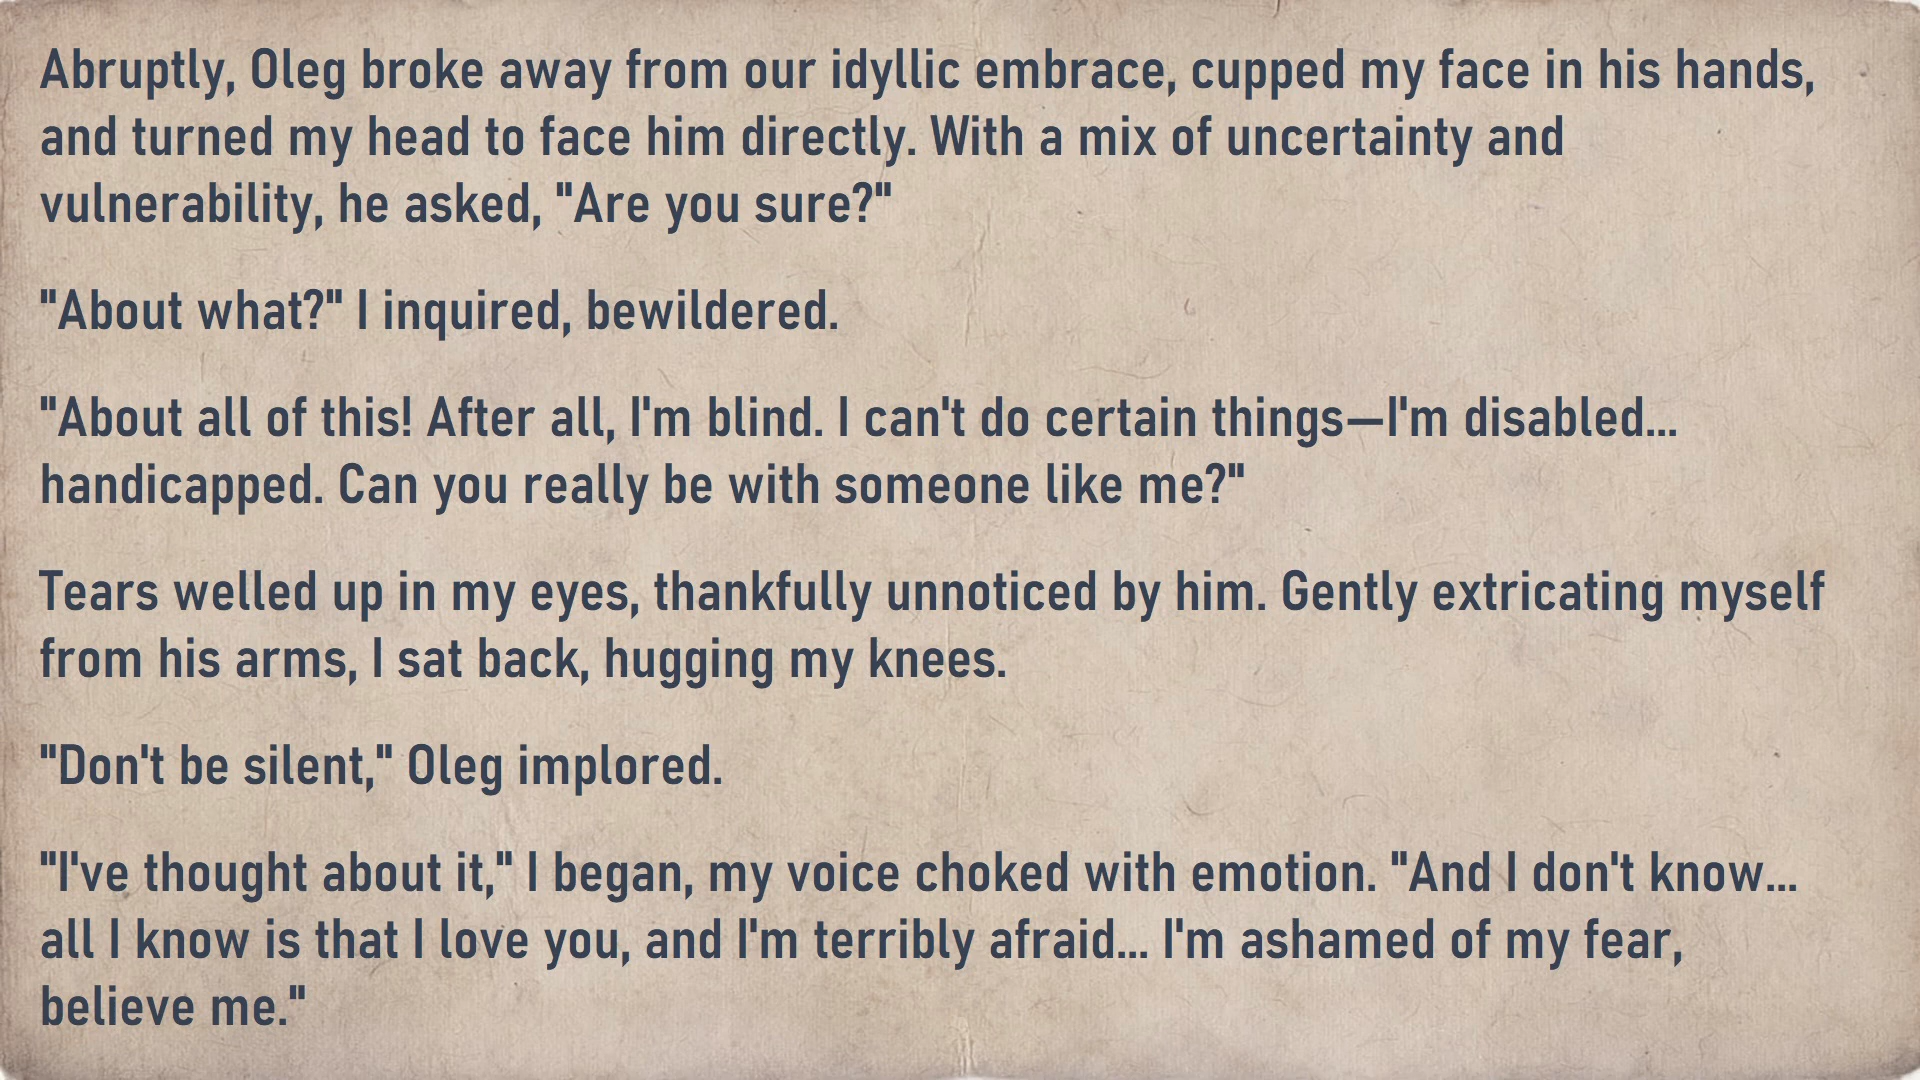 Abruptly, Oleg broke away from our idyllic embrace, cupped my face in his hands,
and turned my head to face him directly. With a mix of uncertainty and
vulnerability, he asked, "Are you sure?"
"About what?" I inquired, bewildered.
"About all of this! After all, I'm blind. I can't do certain things—I'm disabled...
handicapped. Can you really be with someone like me?"
Tears welled up in my eyes, thankfully unnoticed by him. Gently extricating myself
from his arms, I sat back, hugging my knees.
"Don't be silent," Oleg implored.
"I've thought about it," I began, my voice choked with emotion. "And I don't know...
all I know is that I love you, and I'm terribly afraid... I'm ashamed of my fear,
believe me."